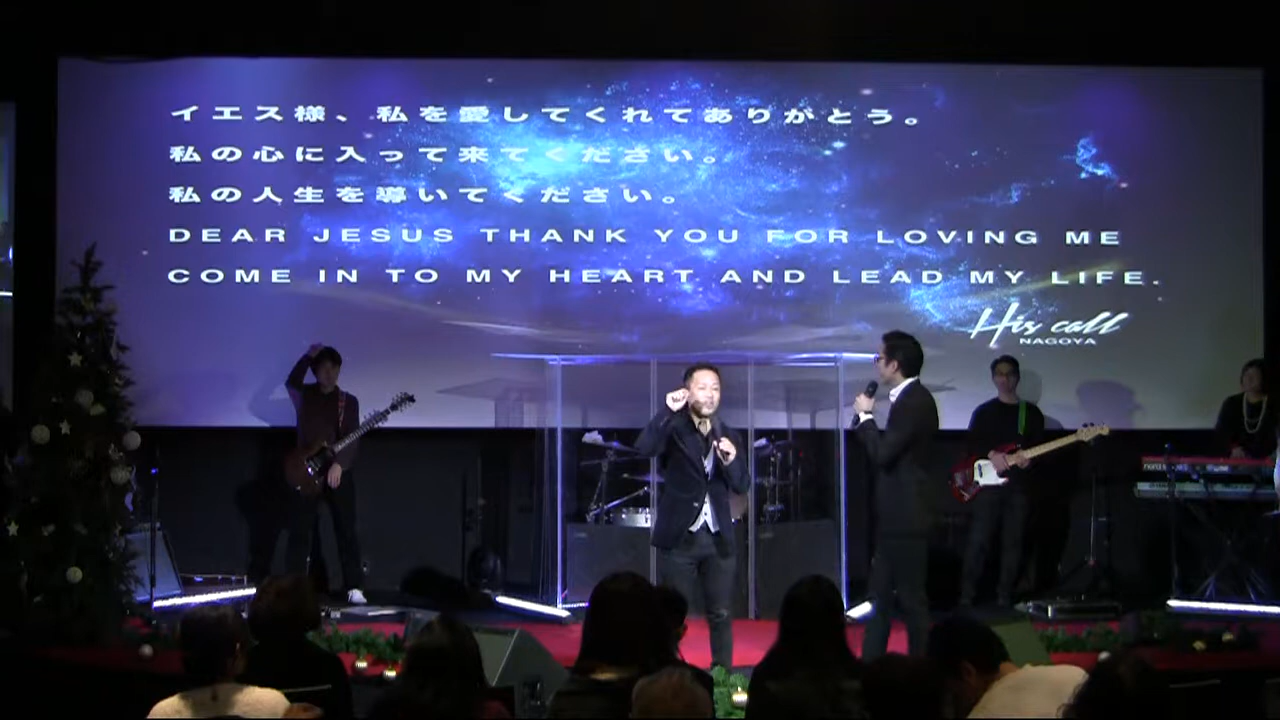 イエス様、私を愛してくれてありがとう。
私の心に入って来てください。
私の人生を導いてください。
DEAR JESUS THANK YOU FOR LOVING ME
COME IN TO MY HEART AND LEAD MY LIFE.
His call
NAGOYA
nord